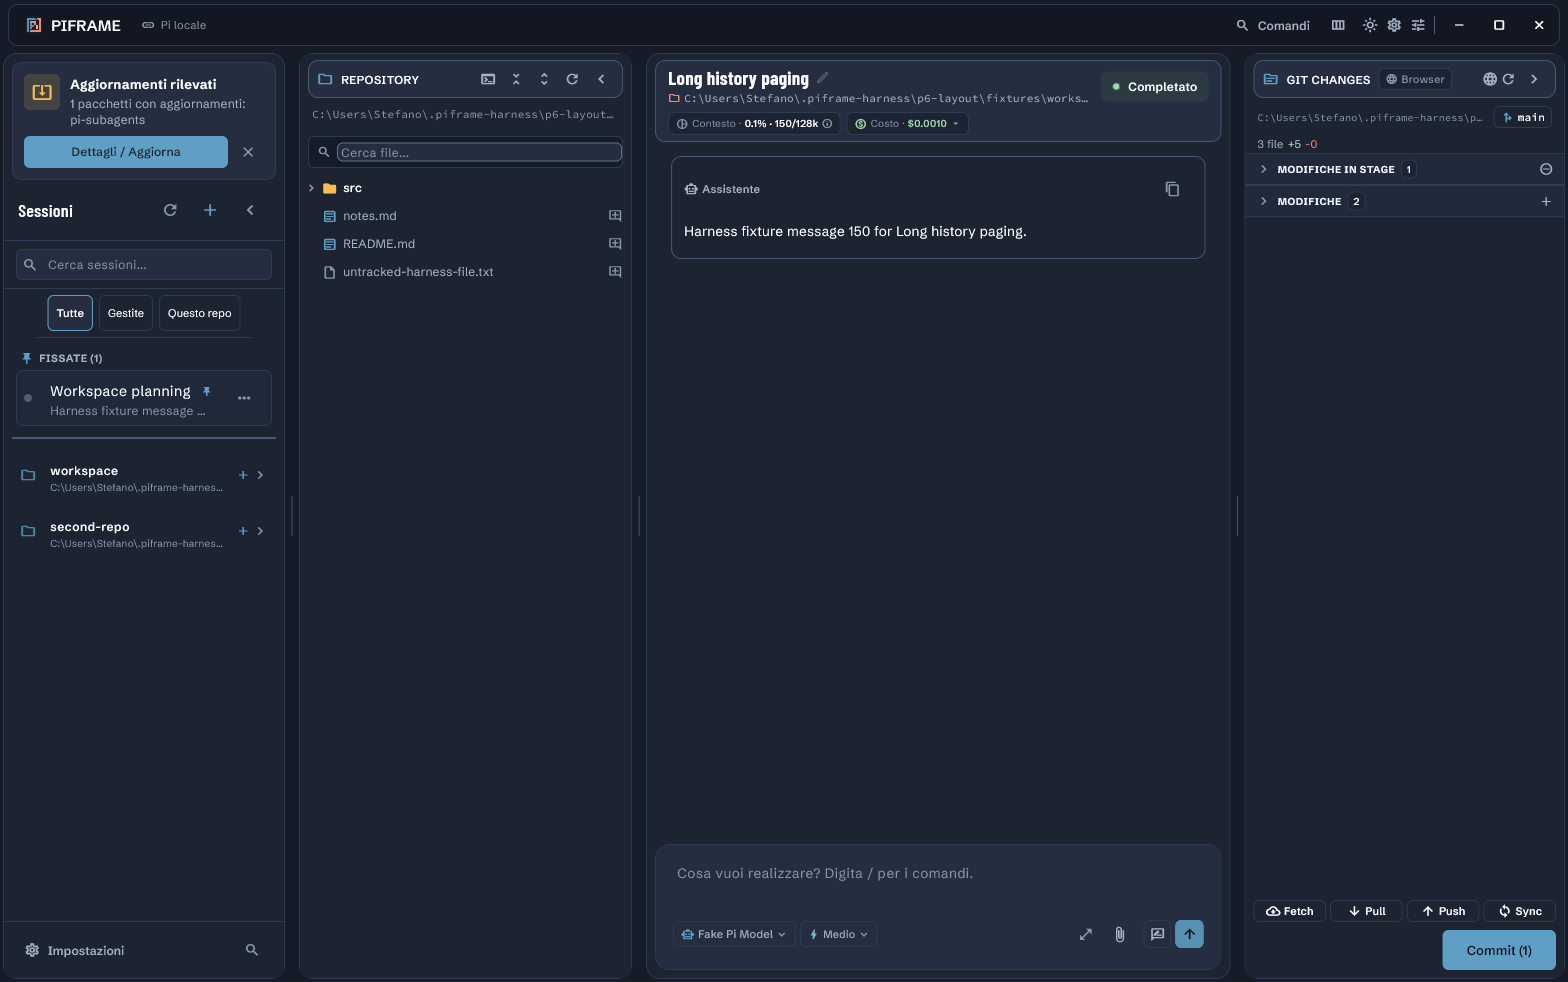 PIFRAME
Pi locale
Comandi
Aggiornamenti rilevati
1 pacchetti con aggiornamenti:
pi-subagents
Dettagli / Aggiorna
Sessioni
Cerca sessioni...
Tutte
Gestite
Questo repo
FISSATE (1)
Workspace planning
Harness fixture message ...
workspace
C:\Users\Stefano\.piframe-harnes...
second-repo
C:\Users\Stefano\.piframe-harnes...
Impostazioni
REPOSITORY
C:\Users\Stefano\.piframe-harness\p6-layout...
Cerca file...
src
notes.md
README.md
untracked-harness-file.txt
Long history paging
C:\Users\Stefano\.piframe-harness\p6-layout\fixtures\works...
Contesto · 0.1% · 150/128k
Costo · $0.0010
Completato
Assistente
Harness fixture message 150 for Long history paging.
Cosa vuoi realizzare? Digita / per i comandi.
Fake Pi Model
Medio
GIT CHANGES
Browser
C:\Users\Stefano\.piframe-harness\p...
main
3 file +5 -0
MODIFICHE IN STAGE 1
MODIFICHE 2
Fetch
Pull
Push
Sync
Commit (1)